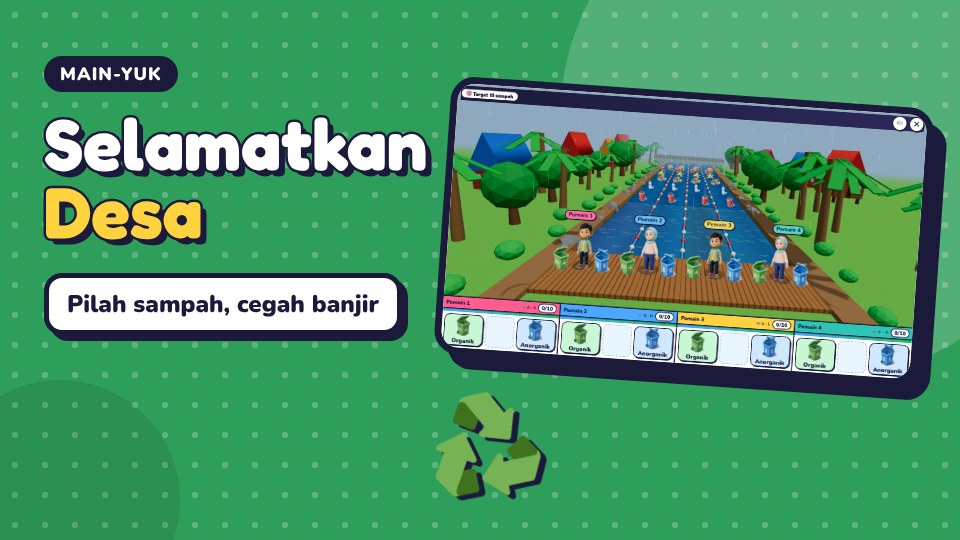 MAIN-YUK
Selamatkan
Desa
Pilah sampah, cegah banjir
Target 10 sampah
Pemain 1
Pemain 2
Pemain 3
Pemain 4
Pemain 1 0/10
Pemain 2 0/10
Pemain 3 0/10
Pemain 4 0/10
Organik Anorganik
Organik Anorganik
Organik Anorganik
Organik Anorganik